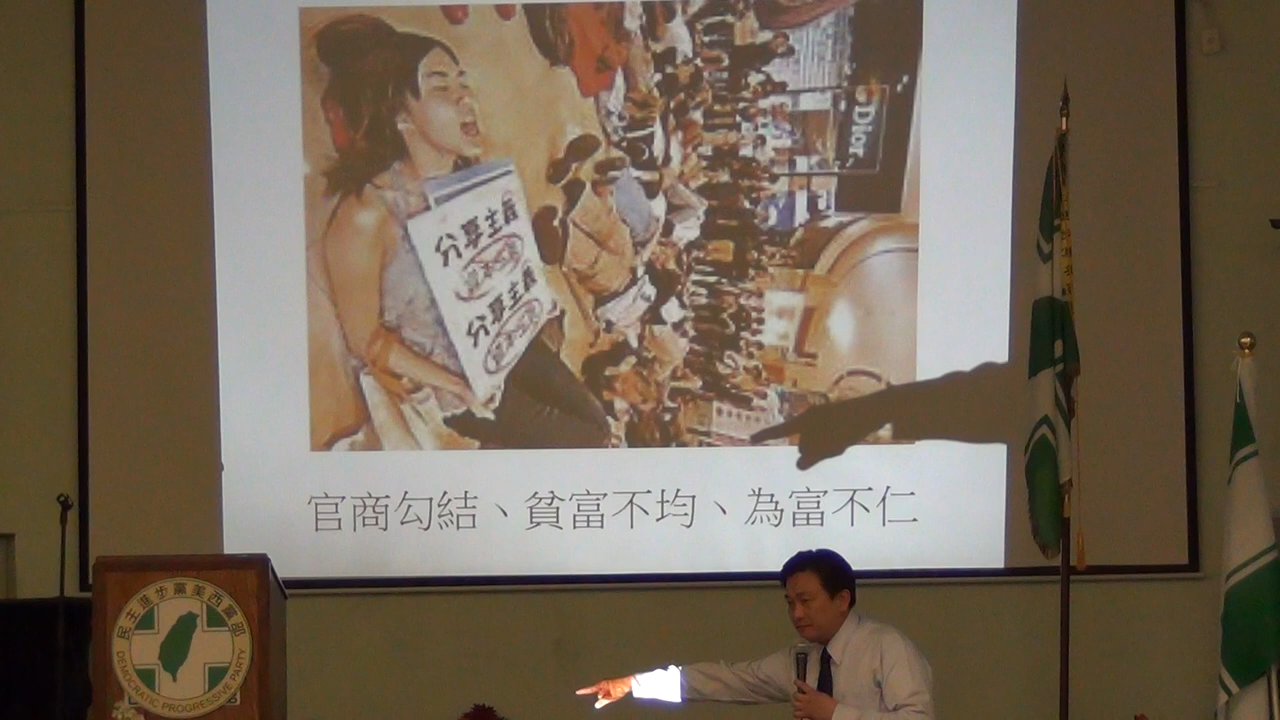 Dior
分享主義
分享主義
官商勾結、貧富不均、為富不仁
民主進步黨美西黨部
DEMOCRATIC PROGRESSIVE PARTY